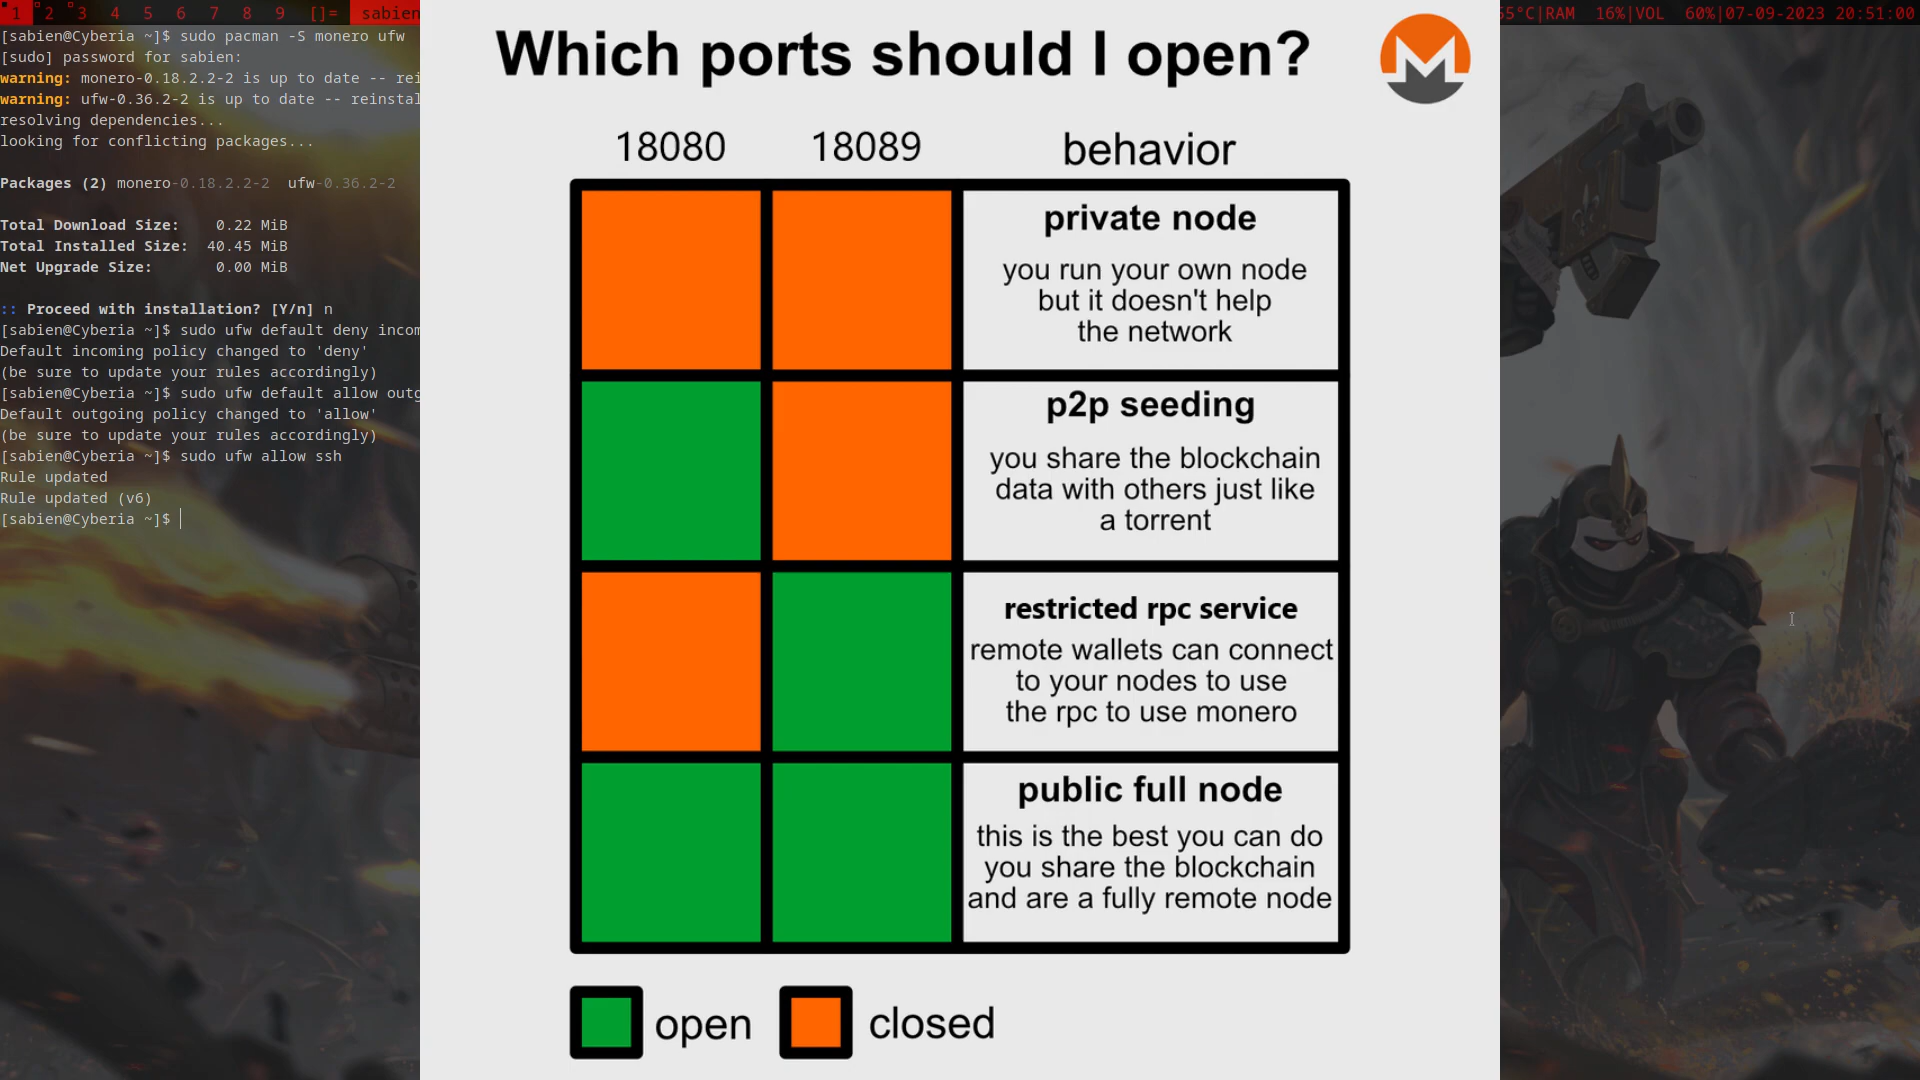 1 2 3 4 5 6 7 8 9 []= sabien
[sabien@Cyberia ~]$ sudo pacman -S monero ufw
[sudo] password for sabien:
warning: monero-0.18.2.2-2 is up to date -- rei
warning: ufw-0.36.2-2 is up to date -- reinstal
resolving dependencies...
looking for conflicting packages...
Packages (2) monero-0.18.2.2-2 ufw-0.36.2-2
Total Download Size: 0.22 MiB
Total Installed Size: 40.45 MiB
Net Upgrade Size: 0.00 MiB
:: Proceed with installation? [Y/n] n
[sabien@Cyberia ~]$ sudo ufw default deny incom
Default incoming policy changed to 'deny'
(be sure to update your rules accordingly)
[sabien@Cyberia ~]$ sudo ufw default allow outg
Default outgoing policy changed to 'allow'
(be sure to update your rules accordingly)
[sabien@Cyberia ~]$ sudo ufw allow ssh
Rule updated
Rule updated (v6)
[sabien@Cyberia ~]$
Which ports should I open?
18080 18089 behavior
private node
you run your own node
but it doesn't help
the network
p2p seeding
you share the blockchain
data with others just like
a torrent
restricted rpc service
remote wallets can connect
to your nodes to use
the rpc to use monero
public full node
this is the best you can do
you share the blockchain
and are a fully remote node
open closed
55°C|RAM 16%|VOL 60%|07-09-2023 20:51:00